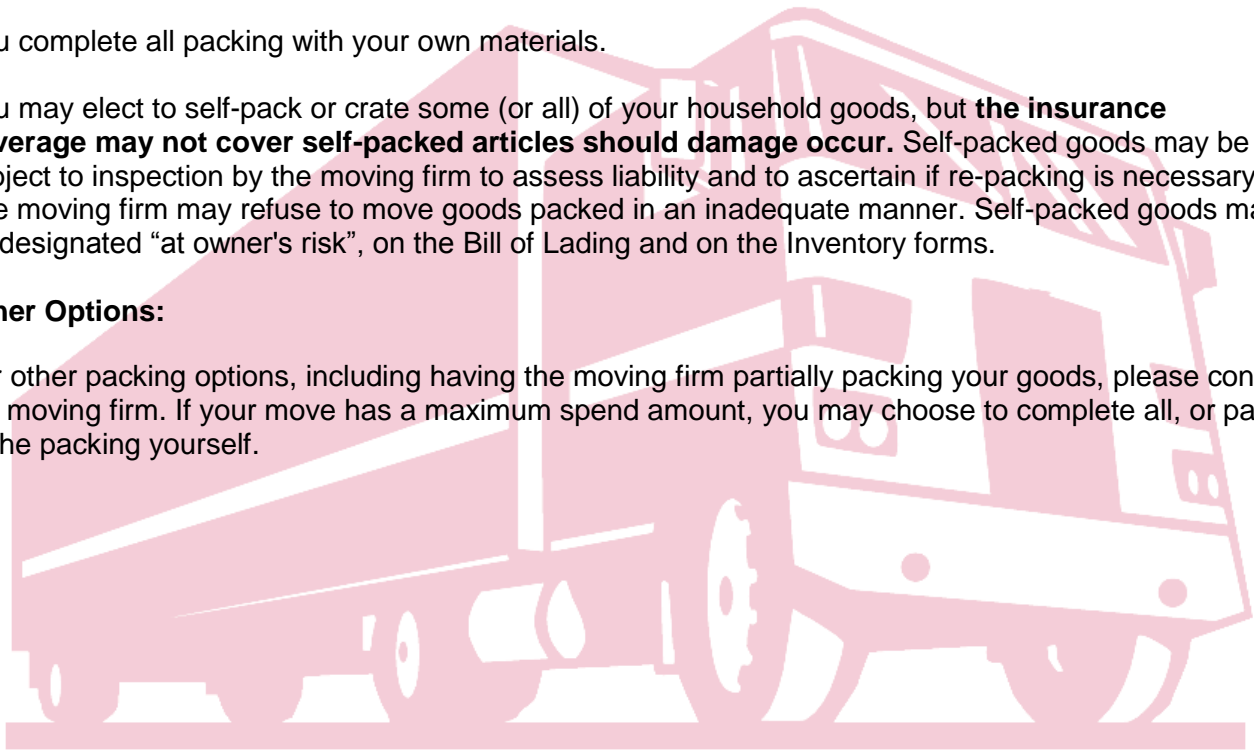 u complete all packing with your own materials.
u may elect to self-pack or crate some (or all) of your household goods, but the insurance
verage may not cover self-packed articles should damage occur. Self-packed goods may be
ject to inspection by the moving firm to assess liability and to ascertain if re-packing is necessary
e moving firm may refuse to move goods packed in an inadequate manner. Self-packed goods ma
designated “at owner's risk”, on the Bill of Lading and on the Inventory forms.
her Options:
r other packing options, including having the moving firm partially packing your goods, please con
moving firm. If your move has a maximum spend amount, you may choose to complete all, or pa
the packing yourself.